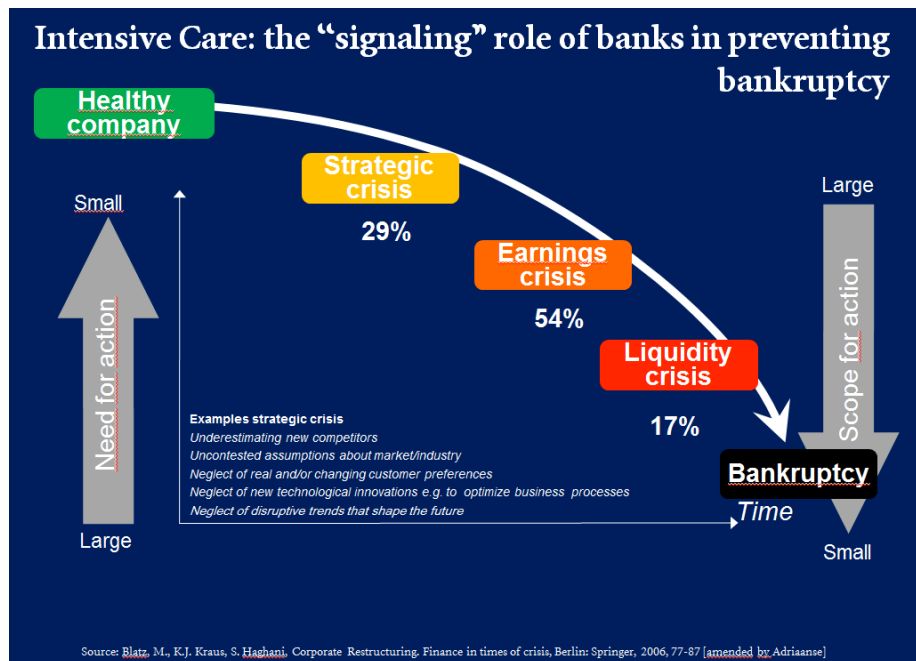 Intensive Care: the “signaling” role of banks in preventing
bankruptcy
Healthy
company
Strategic
crisis
29%
Earnings
crisis
54%
Liquidity
crisis
17%
Bankruptcy
Small
Need for action
Large
Large
Scope for action
Small
Examples strategic crisis
Underestimating new competitors
Uncontested assumptions about market/industry
Neglect of real and/or changing customer preferences
Neglect of new technological innovations e.g. to optimize business processes
Neglect of disruptive trends that shape the future
Time
Source: Blatz, M., K.J. Kraus, S. Haghani. Corporate Restructuring. Finance in times of crisis, Berlin: Springer, 2006, 77-87 [amended by Adriaanse]